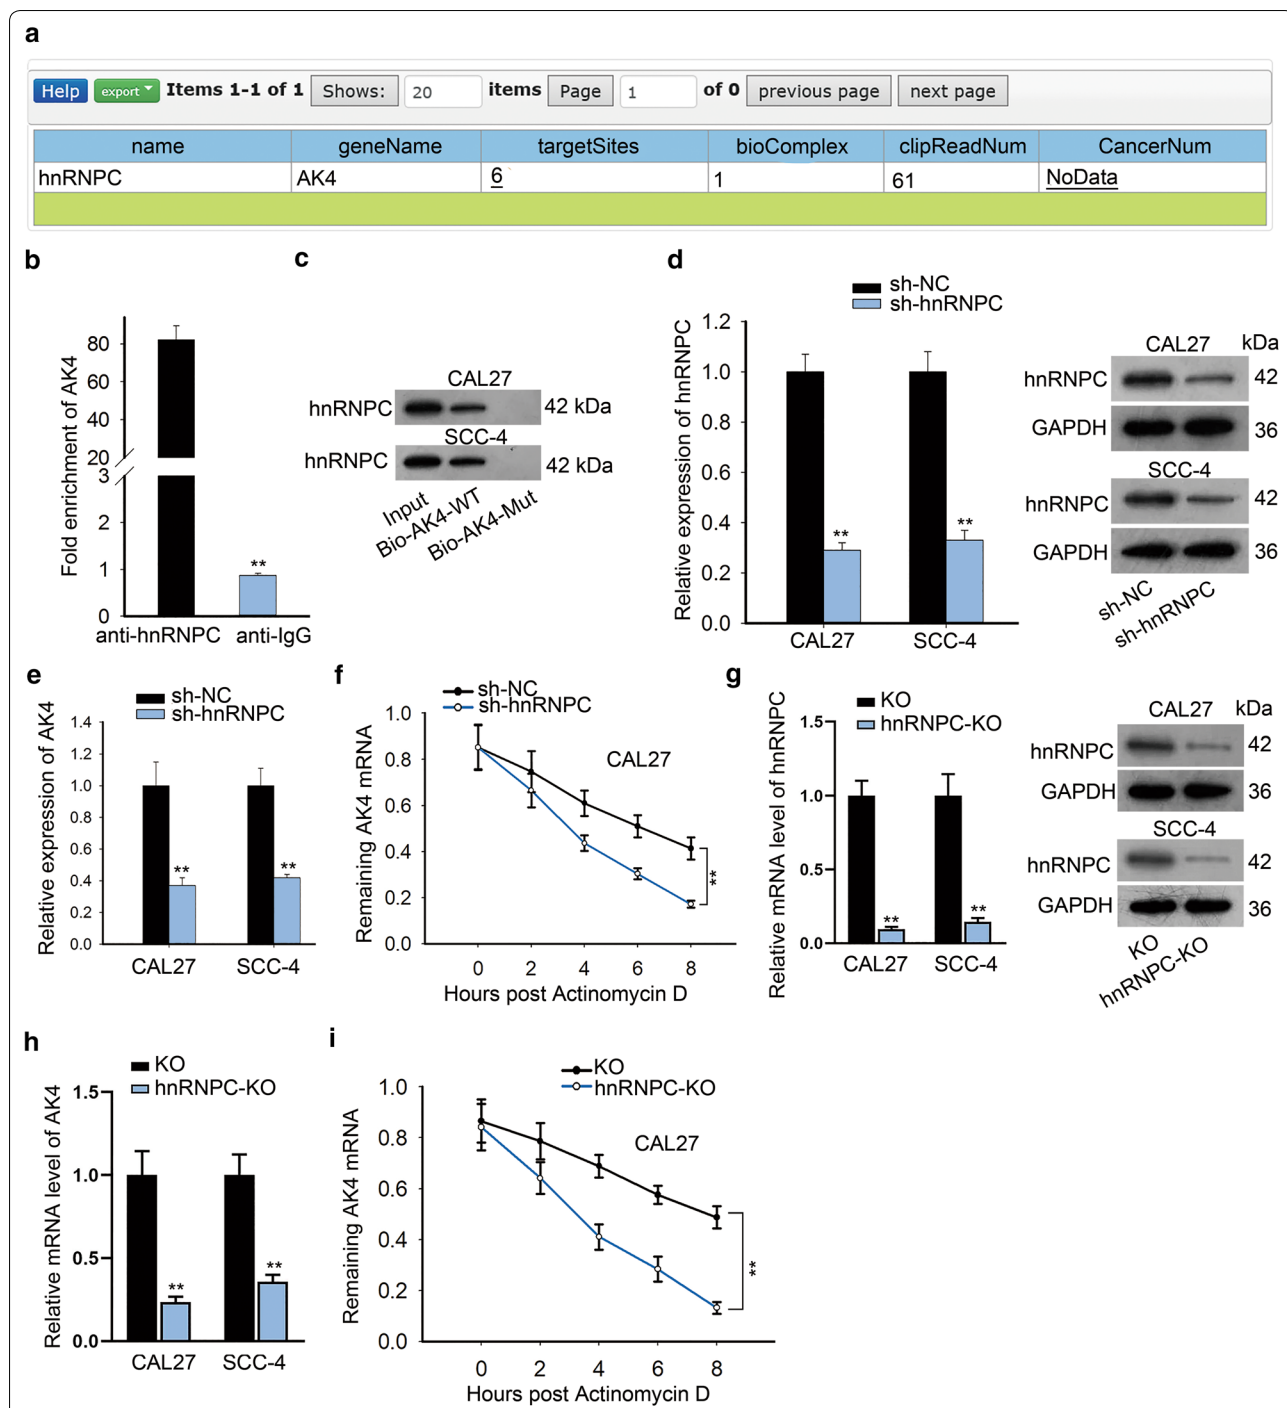 a
Help export Items 1-1 of 1 Shows: 20 items Page 1 of 0 previous page next page
name geneName targetSites bioComplex clipReadNum CancerNum
hnRNPC AK4 6 1 61 NoData
b
Fold enrichment of AK4
80
60
40
20
3
2
1
0
**
anti-hnRNPC anti-IgG
c
CAL27
hnRNPC 42 kDa
SCC-4
hnRNPC 42 kDa
Input
Bio-AK4-WT
Bio-AK4-Mut
d
sh-NC
sh-hnRNPC
Relative expression of hnRNPC
1.2
1.0
0.8
0.6
0.4
0.2
0.0
** **
CAL27 SCC-4
CAL27 kDa
hnRNPC 42
GAPDH 36
SCC-4
hnRNPC 42
GAPDH 36
sh-NC
sh-hnRNPC
e
sh-NC
sh-hnRNPC
Relative expression of AK4
1.4
1.2
1.0
0.8
0.6
0.4
0.2
0.0
** **
CAL27 SCC-4
f
sh-NC
sh-hnRNPC
CAL27
Remaining AK4 mRNA
1.0
0.8
0.6
0.4
0.2
0.0
**
0 2 4 6 8
Hours post Actinomycin D
g
KO
hnRNPC-KO
Relative mRNA level of hnRNPC
1.5
1.0
0.5
0.0
** **
CAL27 SCC-4
CAL27 kDa
hnRNPC 42
GAPDH 36
SCC-4
hnRNPC 42
GAPDH 36
KO
hnRNPC-KO
h
KO
hnRNPC-KO
Relative mRNA level of AK4
1.5
1.0
0.5
0.0
** **
CAL27 SCC-4
i
KO
hnRNPC-KO
CAL27
Remaining AK4 mRNA
1.0
0.8
0.6
0.4
0.2
0.0
**
0 2 4 6 8
Hours post Actinomycin D